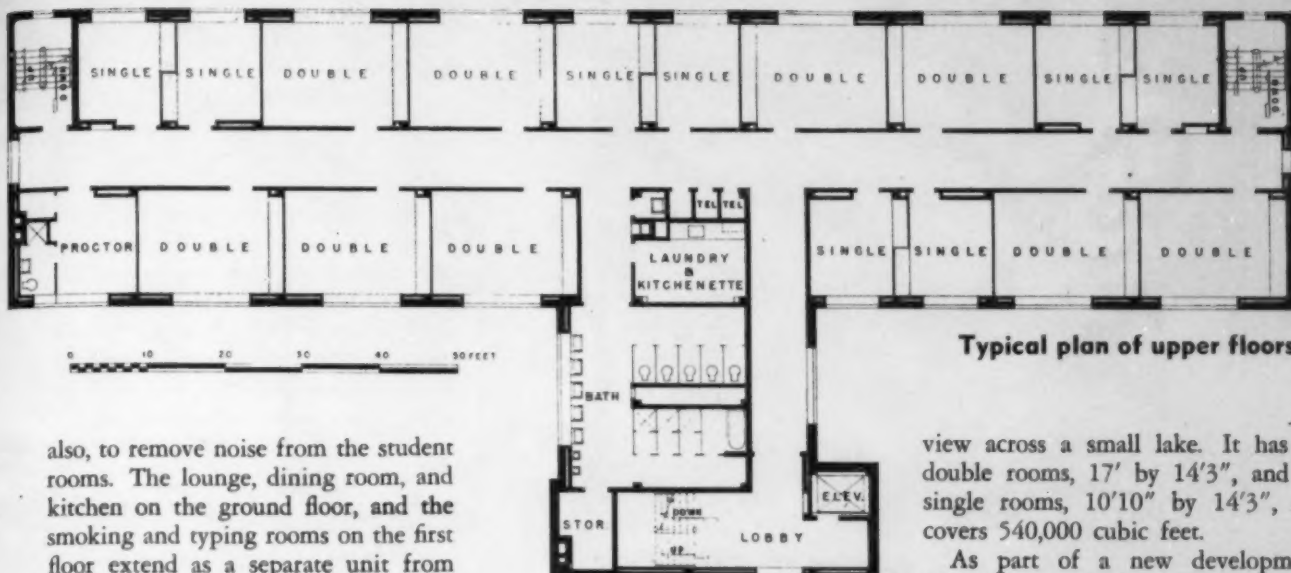 SINGLE SINGLE DOUBLE DOUBLE SINGLE SINGLE DOUBLE DOUBLE SINGLE SINGLE
UP
UP
PROCTOR DOUBLE DOUBLE DOUBLE
TEL TEL
LAUNDRY
&
KITCHENETTE
SINGLE SINGLE DOUBLE DOUBLE
Typical plan of upper floors
0 10 20 30 40 50 FEET
BATH
STOR
DOWN
UP
LOBBY
ELEV.
also, to remove noise from the student
rooms. The lounge, dining room, and
kitchen on the ground floor, and the
smoking and typing rooms on the first
floor extend as a separate unit from
view across a small lake. It has
double rooms, 17' by 14'3", and
single rooms, 10'10" by 14'3",
covers 540,000 cubic feet.
As part of a new developm